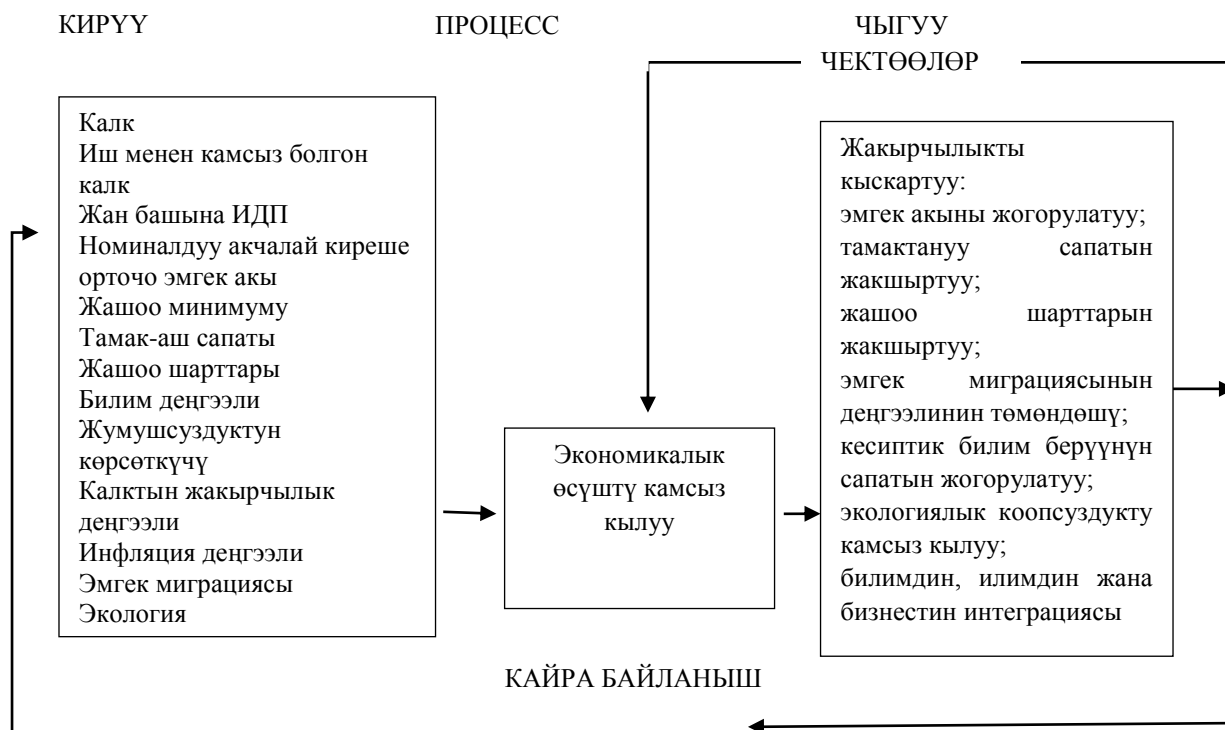 КИРҮҮ
ПРОЦЕСС
ЧЫГУУ
ЧЕКТӨӨЛӨР
Калк
Иш менен камсыз болгон
калк
Жан башына ИДП
Номиналдуу акчалай киреше
орточо эмгек акы
Жашоо минимуму
Тамак-аш сапаты
Жашоо шарттары
Билим деңгээли
Жумушсуздуктун
көрсөткүчү
Калктын жакырчылык
деңгээли
Инфляция деңгээли
Эмгек миграциясы
Экология
Экономикалык
өсүштү камсыз
кылуу
Жакырчылыкты
кыскартуу:
эмгек акыны жогорулатуу;
тамактануу сапатын
жакшыртуу;
жашоо шарттарын
жакшыртуу;
эмгек миграциясынын
деңгээлинин төмөндөшү;
кесиптик билим берүүнүн
сапатын жогорулатуу;
экологиялык коопсуздукту
камсыз кылуу;
билимдин, илимдин жана
бизнестин интеграциясы
КАЙРА БАЙЛАНЫШ